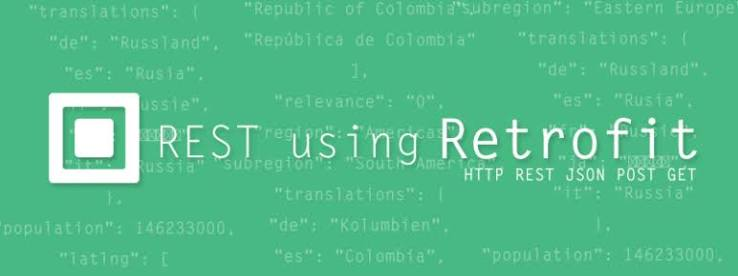 "translations": {
"Republic of Colombia"
"subregion": "Eastern Europe"
"de": "Russland",
"República de Colombia"
"translations": {
"es": "Rusia",
],
"de": "Russland",
"relevance": "0",
"es": "Rusia",
REST using Retrofit
"region": "Americas"
"it": "Russia"
"subregion": "South America"
HTTP REST JSON POST GET
},
"translations": {
"it": "Russia"
"population": 146233000,
"de": "Kolumbien",
},
"latlng": [
"es": "Colombia",
"population": 146233000,